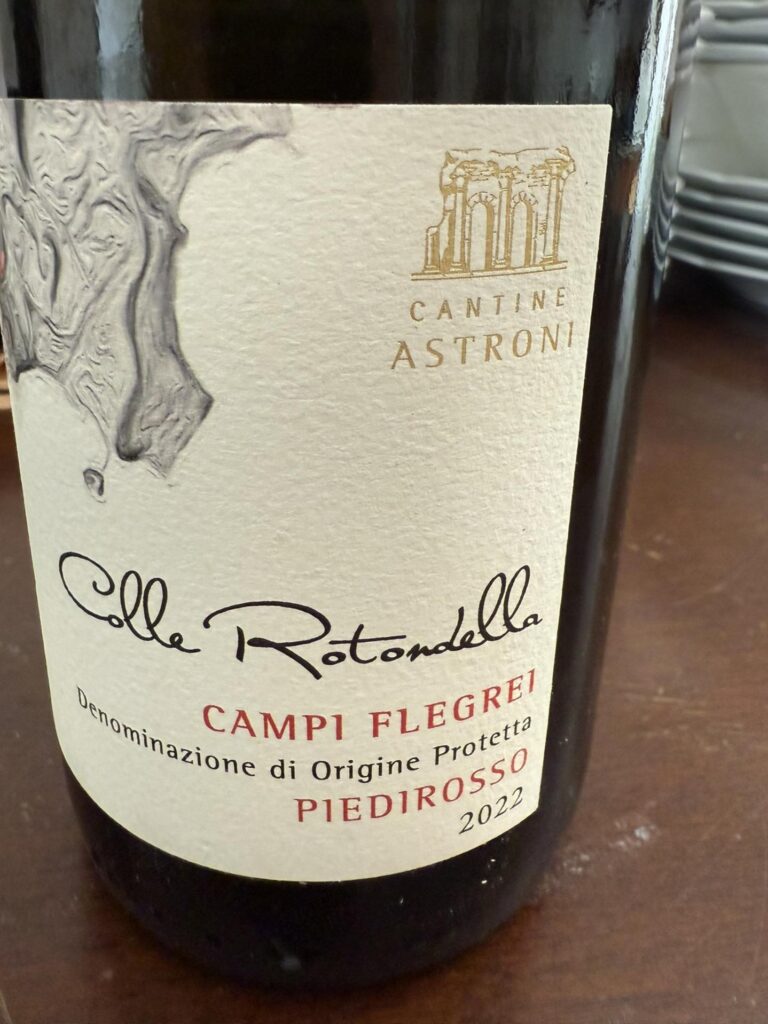 CANTINE
ASTRONI
Colle Rotondella
CAMPI FLEGREI
Denominazione di Origine Protetta
PIEDIROSSO
2022